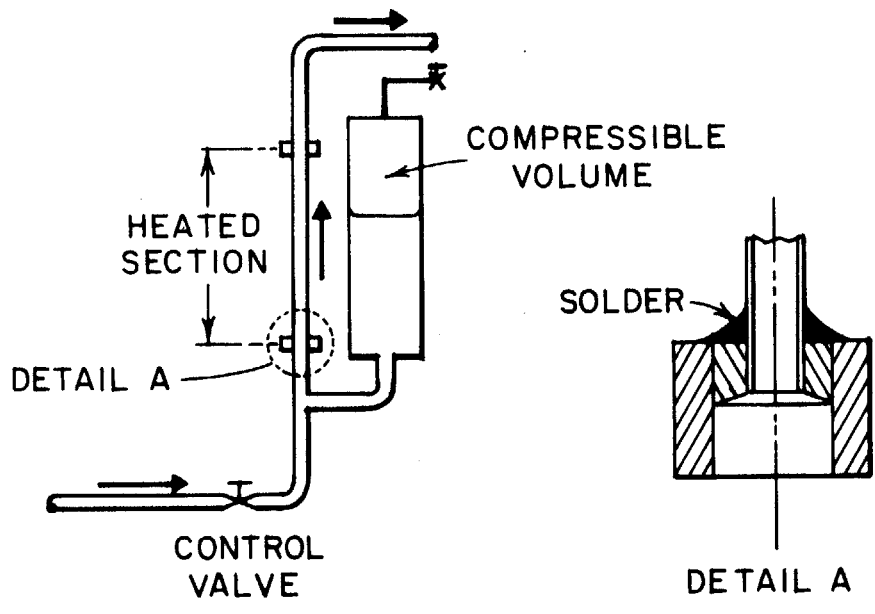 COMPRESSIBLE
VOLUME
HEATED
SECTION
SOLDER
DETAIL A
CONTROL
VALVE
DETAIL A